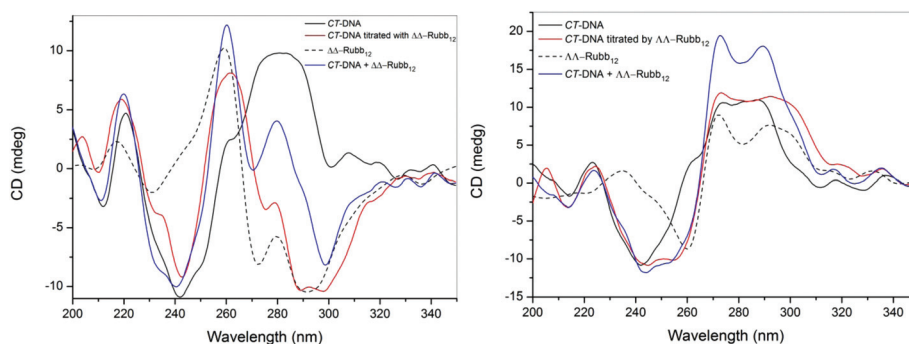 CT-DNA
CT-DNA titrated with ΔΔ–Rubb12
ΔΔ–Rubb12
CT-DNA + ΔΔ–Rubb12
CD (mdeg)
10
5
0
-5
-10
200 220 240 260 280 300 320 340
Wavelength (nm)
CT-DNA
CT-DNA titrated by ΛΛ–Rubb12
ΛΛ–Rubb12
CT-DNA + ΛΛ–Rubb12
CD (medg)
25
20
15
10
5
0
-5
-10
-15
200 220 240 260 280 300 320 340
Wavelength (nm)